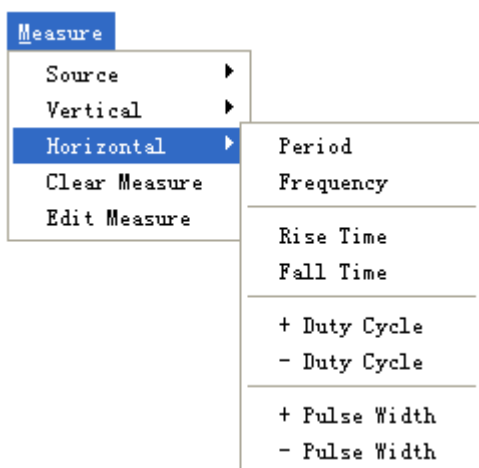 Measure
Source
Vertical
Horizontal
Clear Measure
Edit Measure
Period
Frequency
Rise Time
Fall Time
+ Duty Cycle
- Duty Cycle
+ Pulse Width
- Pulse Width